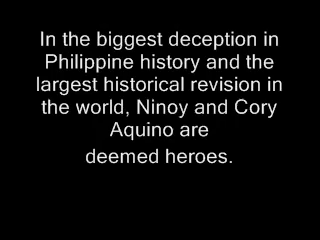 In the biggest deception in
Philippine history and the
largest historical revision in
the world, Ninoy and Cory
Aquino are
deemed heroes.